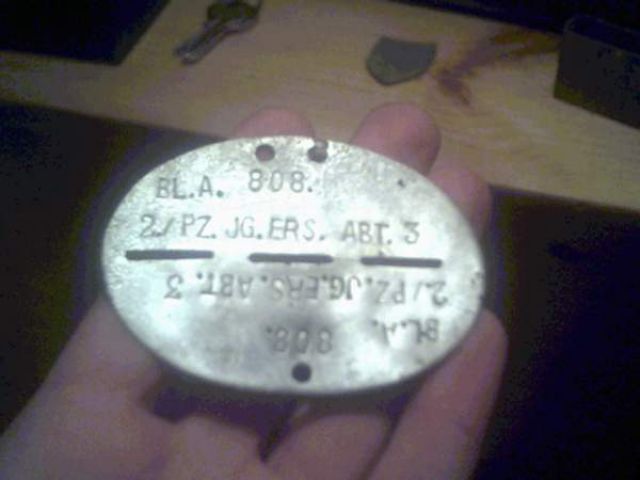 BL.A. 808.
2./PZ.JG.ERS. ABT. 3
2./PZ.JG.ERS.ABT. 3
BL.A. 808.